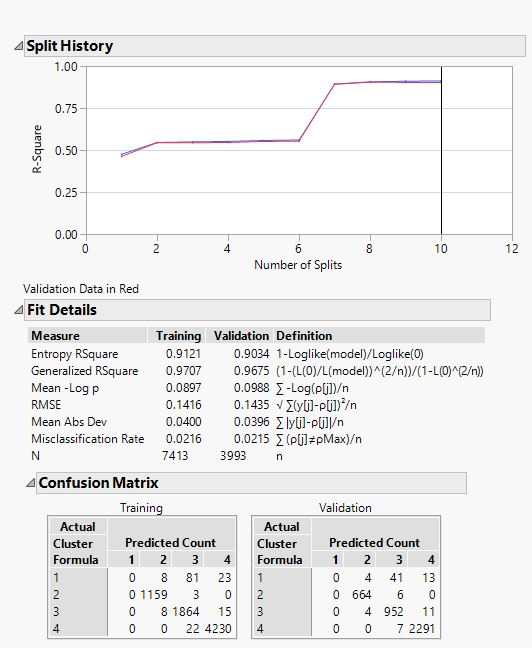 Split History
1.00
0.75
0.50
0.25
0.00
R-Square
0 2 4 6 8 10 12
Number of Splits
Validation Data in Red
Fit Details
Measure Training Validation Definition
Entropy RSquare 0.9121 0.9034 1-Loglike(model)/Loglike(0)
Generalized RSquare 0.9707 0.9675 (1-(L(0)/L(model))^(2/n))/(1-L(0)^(2/n))
Mean -Log p 0.0897 0.0988 ∑ -Log(ρ[j])/n
RMSE 0.1416 0.1435 √ ∑(y[j]-ρ[j])²/n
Mean Abs Dev 0.0400 0.0396 ∑ |y[j]-ρ[j]|/n
Misclassification Rate 0.0216 0.0215 ∑ (ρ[j]≠ρMax)/n
N 7413 3993 n
Confusion Matrix
Training Validation
Actual Actual
Cluster Predicted Count Cluster Predicted Count
Formula 1 2 3 4 Formula 1 2 3 4
1 0 8 81 23 1 0 4 41 13
2 0 1159 3 0 2 0 664 6 0
3 0 8 1864 15 3 0 4 952 11
4 0 0 22 4230 4 0 0 7 2291